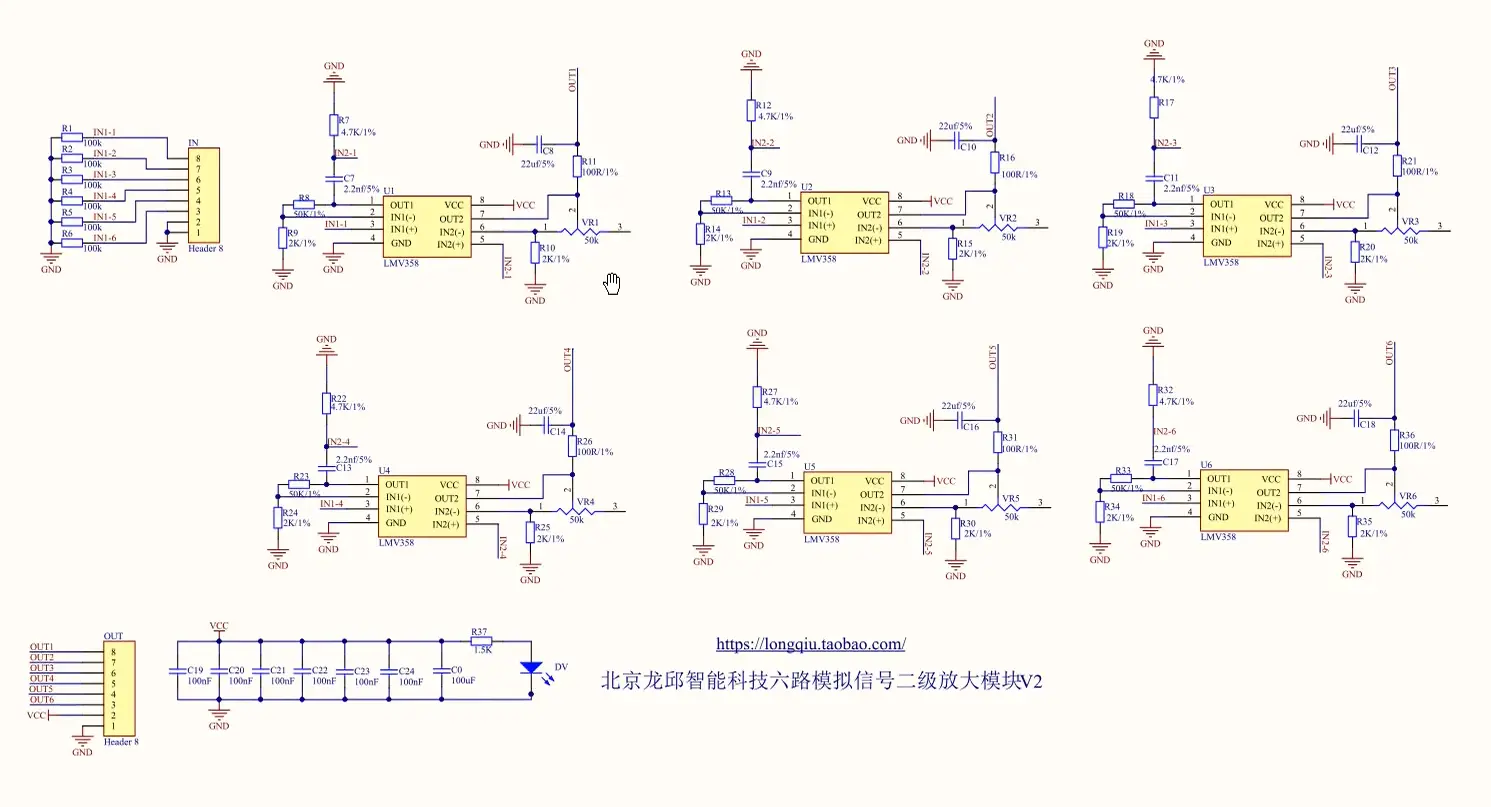 R1
IN1-1
100k
R2
IN1-2
100k
R3
IN1-3
100k
R4
IN1-4
100k
R5
IN1-5
100k
R6
IN1-6
100k
GND
IN
8
7
6
5
4
3
2
1
GND
Header 8
GND
R7
4.7K/1%
IN2-1
C7
2.2nf/5%
R8
50K/1%
R9
2K/1%
GND
IN1-1
GND
U1
1 OUT1 VCC 8 VCC
2 IN1(-) OUT2 7
3 IN1(+) IN2(-) 6
4 GND IN2(+) 5
LMV358
IN2-1
OUT1
GND
C8
22uf/5%
R11
100R/1%
2
VR1
1
3
50k
R10
2K/1%
GND
GND
R12
4.7K/1%
IN2-2
C9
2.2nf/5%
R13
50K/1%
R14
2K/1%
GND
IN1-2
GND
U2
1 OUT1 VCC 8 VCC
2 IN1(-) OUT2 7
3 IN1(+) IN2(-) 6
4 GND IN2(+) 5
LMV358
IN2-2
OUT2
22uf/5%
GND
C10
R16
100R/1%
2
VR2
1
3
50k
R15
2K/1%
GND
GND
4.7K/1%
R17
IN2-3
C11
2.2nf/5%
R18
50K/1%
R19
2K/1%
GND
IN1-3
GND
U3
1 OUT1 VCC 8 VCC
2 IN1(-) OUT2 7
3 IN1(+) IN2(-) 6
4 GND IN2(+) 5
LMV358
IN2-3
OUT3
22uf/5%
GND
C12
R21
100R/1%
2
VR3
1
3
50k
R20
2K/1%
GND
GND
R22
4.7K/1%
IN2-4
2.2nf/5%
C13
R23
50K/1%
R24
2K/1%
GND
IN1-4
GND
U4
1 OUT1 VCC 8 VCC
2 IN1(-) OUT2 7
3 IN1(+) IN2(-) 6
4 GND IN2(+) 5
LMV358
IN2-4
OUT4
22uf/5%
GND
C14
R26
100R/1%
2
VR4
1
3
50k
R25
2K/1%
GND
GND
R27
4.7K/1%
IN2-5
2.2nf/5%
C15
R28
50K/1%
R29
2K/1%
GND
IN1-5
GND
U5
1 OUT1 VCC 8 VCC
2 IN1(-) OUT2 7
3 IN1(+) IN2(-) 6
4 GND IN2(+) 5
LMV358
IN2-5
OUT5
22uf/5%
GND
C16
R31
100R/1%
2
VR5
1
3
50k
R30
2K/1%
GND
GND
R32
4.7K/1%
IN2-6
2.2nf/5%
C17
R33
50K/1%
R34
2K/1%
GND
IN1-6
GND
U6
1 OUT1 VCC 8 VCC
2 IN1(-) OUT2 7
3 IN1(+) IN2(-) 6
4 GND IN2(+) 5
LMV358
IN2-6
OUT6
22uf/5%
GND
C18
R36
100R/1%
2
VR6
1
3
50k
R35
2K/1%
GND
OUT
OUT1 8
OUT2 7
OUT3 6
OUT4 5
OUT5 4
OUT6 3
VCC 2
1
GND
Header 8
VCC
C19
100nF
C20
100nF
C21
100nF
C22
100nF
C23
100nF
C24
100nF
C0
100uF
R37
1.5K
DV
GND
https://longqiu.taobao.com/
北京龙邱智能科技六路模拟信号二级放大模块V2